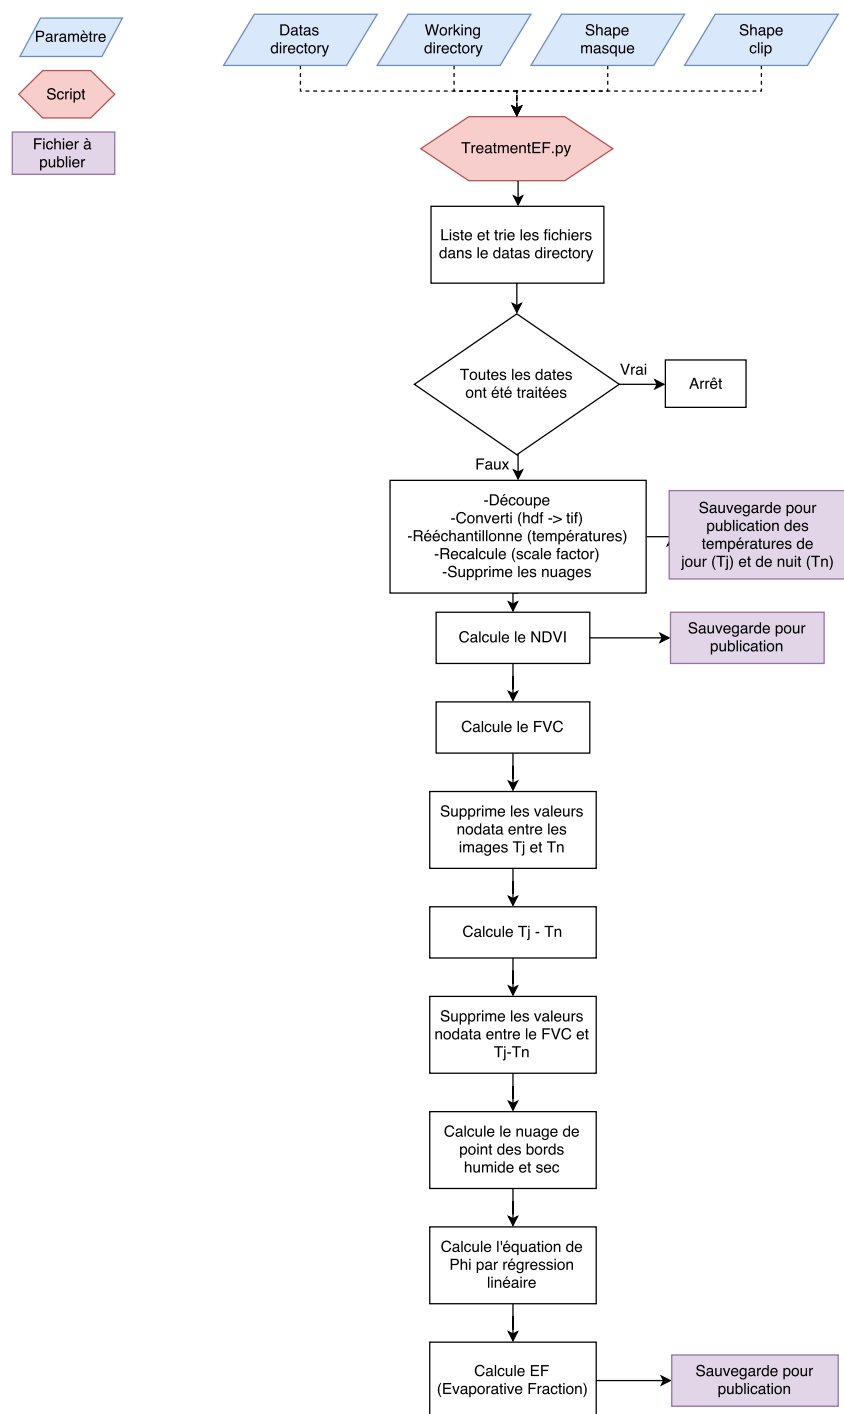 Paramètre
Script
Fichier à
publier
Datas
directory
Working
directory
Shape
masque
Shape
clip
TreatmentEF.py
Liste et trie les fichiers
dans le datas directory
Toutes les dates
ont été traitées
Vrai
Arrêt
Faux
-Découpe
-Converti (hdf -> tif)
-Rééchantillonne (températures)
-Recalcule (scale factor)
-Supprime les nuages
Sauvegarde pour
publication des
températures de
jour (Tj) et de nuit (Tn)
Calcule le NDVI
Sauvegarde pour
publication
Calcule le FVC
Supprime les valeurs
nodata entre les
images Tj et Tn
Calcule Tj - Tn
Supprime les valeurs
nodata entre le FVC et
Tj-Tn
Calcule le nuage de
point des bords
humide et sec
Calcule l'équation de
Phi par régression
linéaire
Calcule EF
(Evaporative Fraction)
Sauvegarde pour
publication